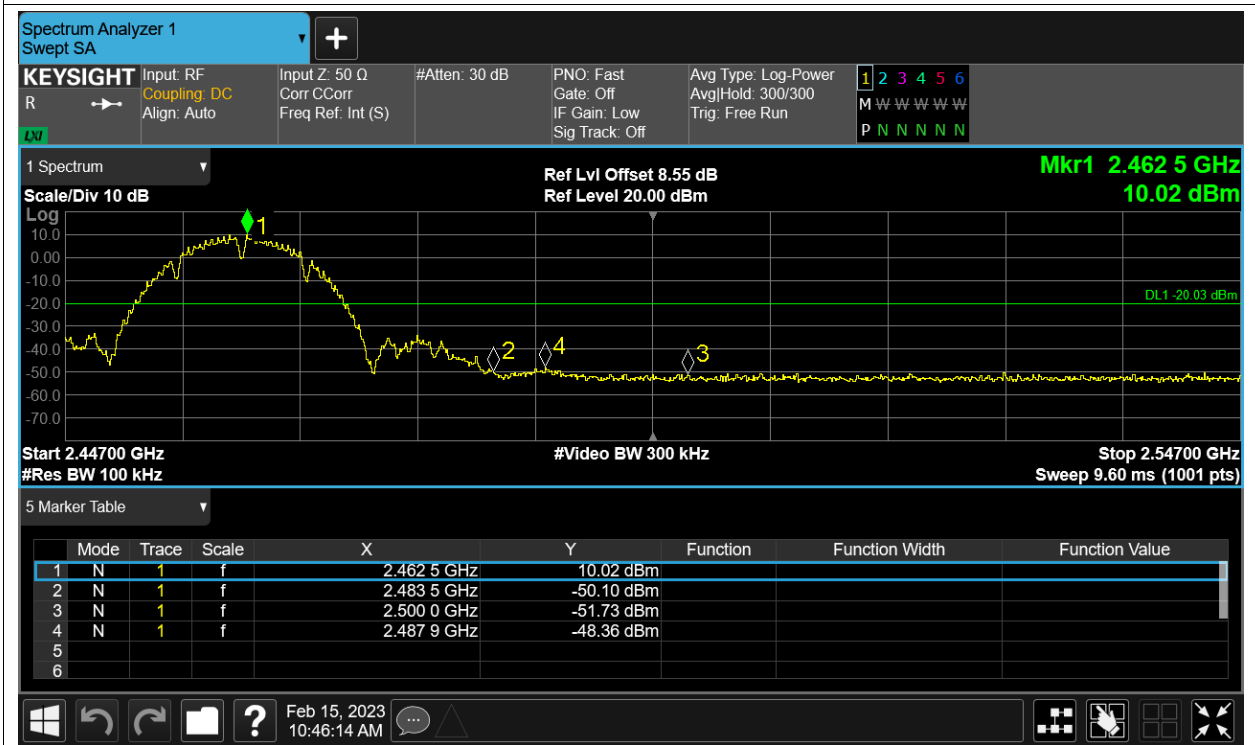 Spectrum Analyzer 1
Swept SA
KEYSIGHT
R
LXI
Input: RF
Coupling: DC
Align: Auto
Input Z: 50 Ω
Corr CCorr
Freq Ref: Int (S)
#Atten: 30 dB
PNO: Fast
Gate: Off
IF Gain: Low
Sig Track: Off
Avg Type: Log-Power
Avg|Hold: 300/300
Trig: Free Run
1 2 3 4 5 6
M W W W W W
P N N N N N
1 Spectrum
Scale/Div 10 dB
Ref Lvl Offset 8.55 dB
Ref Level 20.00 dBm
Mkr1 2.462 5 GHz
10.02 dBm
Log
10.0
0.00
-10.0
-20.0
-30.0
-40.0
-50.0
-60.0
-70.0
1
2
4
3
DL1 -20.03 dBm
Start 2.44700 GHz
#Res BW 100 kHz
#Video BW 300 kHz
Stop 2.54700 GHz
Sweep 9.60 ms (1001 pts)
5 Marker Table
Mode Trace Scale X Y Function Function Width Function Value
1 N 1 f 2.462 5 GHz 10.02 dBm
2 N 1 f 2.483 5 GHz -50.10 dBm
3 N 1 f 2.500 0 GHz -51.73 dBm
4 N 1 f 2.487 9 GHz -48.36 dBm
5
6
?
Feb 15, 2023
10:46:14 AM